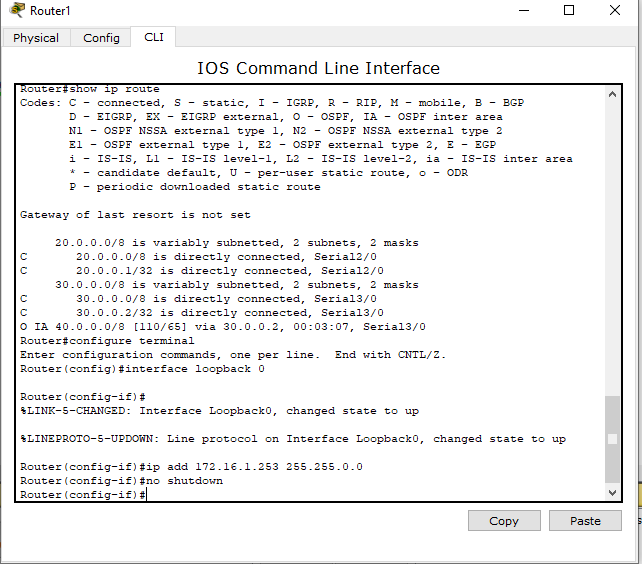 Router1
Physical Config CLI
IOS Command Line Interface
Router#show ip route
Codes: C - connected, S - static, I - IGRP, R - RIP, M - mobile, B - BGP
D - EIGRP, EX - EIGRP external, O - OSPF, IA - OSPF inter area
N1 - OSPF NSSA external type 1, N2 - OSPF NSSA external type 2
E1 - OSPF external type 1, E2 - OSPF external type 2, E - EGP
i - IS-IS, L1 - IS-IS level-1, L2 - IS-IS level-2, ia - IS-IS inter area
* - candidate default, U - per-user static route, o - ODR
P - periodic downloaded static route
Gateway of last resort is not set
20.0.0.0/8 is variably subnetted, 2 subnets, 2 masks
C 20.0.0.0/8 is directly connected, Serial2/0
C 20.0.0.1/32 is directly connected, Serial2/0
30.0.0.0/8 is variably subnetted, 2 subnets, 2 masks
C 30.0.0.0/8 is directly connected, Serial3/0
C 30.0.0.2/32 is directly connected, Serial3/0
O IA 40.0.0.0/8 [110/65] via 30.0.0.2, 00:03:07, Serial3/0
Router#configure terminal
Enter configuration commands, one per line. End with CNTL/Z.
Router(config)#interface loopback 0
Router(config-if)#
%LINK-5-CHANGED: Interface Loopback0, changed state to up
%LINEPROTO-5-UPDOWN: Line protocol on Interface Loopback0, changed state to up
Router(config-if)#ip add 172.16.1.253 255.255.0.0
Router(config-if)#no shutdown
Router(config-if)#
Copy Paste